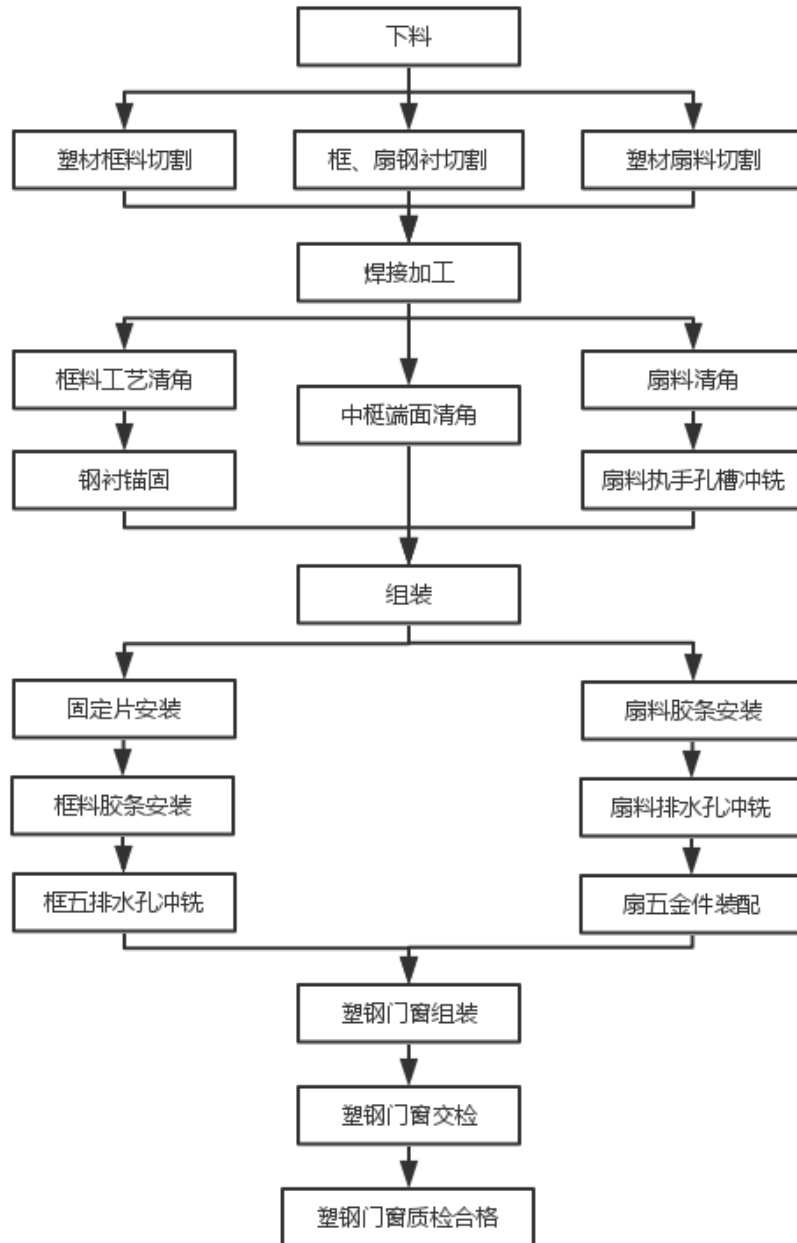 下料
塑材框料切割
框、扇钢衬切割
塑材扇料切割
焊接加工
框料工艺清角
中梃端面清角
扇料清角
钢衬锚固
扇料执手孔槽冲铣
组装
固定片安装
扇料胶条安装
框料胶条安装
扇料排水孔冲铣
框五排水孔冲铣
扇五金件装配
塑钢门窗组装
塑钢门窗交检
塑钢门窗质检合格